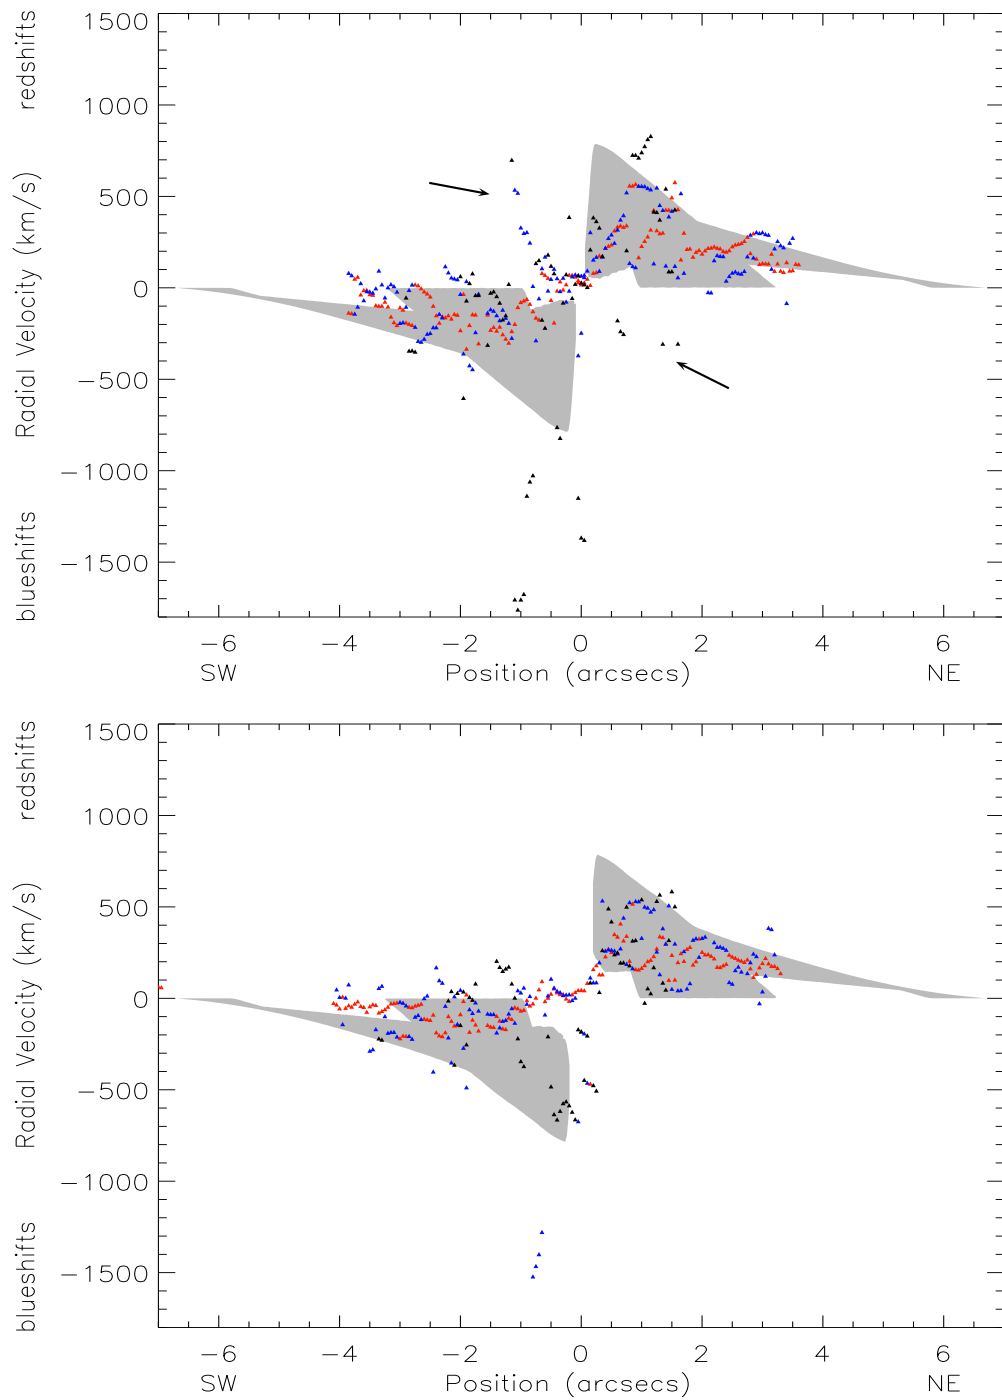 redshifts
Radial Velocity (km/s)
blueshifts
1500
1000
500
0
−500
−1000
−1500
−6 −4 −2 0 2 4 6
SW Position (arcsecs) NE
redshifts
Radial Velocity (km/s)
blueshifts
1500
1000
500
0
−500
−1000
−1500
−6 −4 −2 0 2 4 6
SW Position (arcsecs) NE